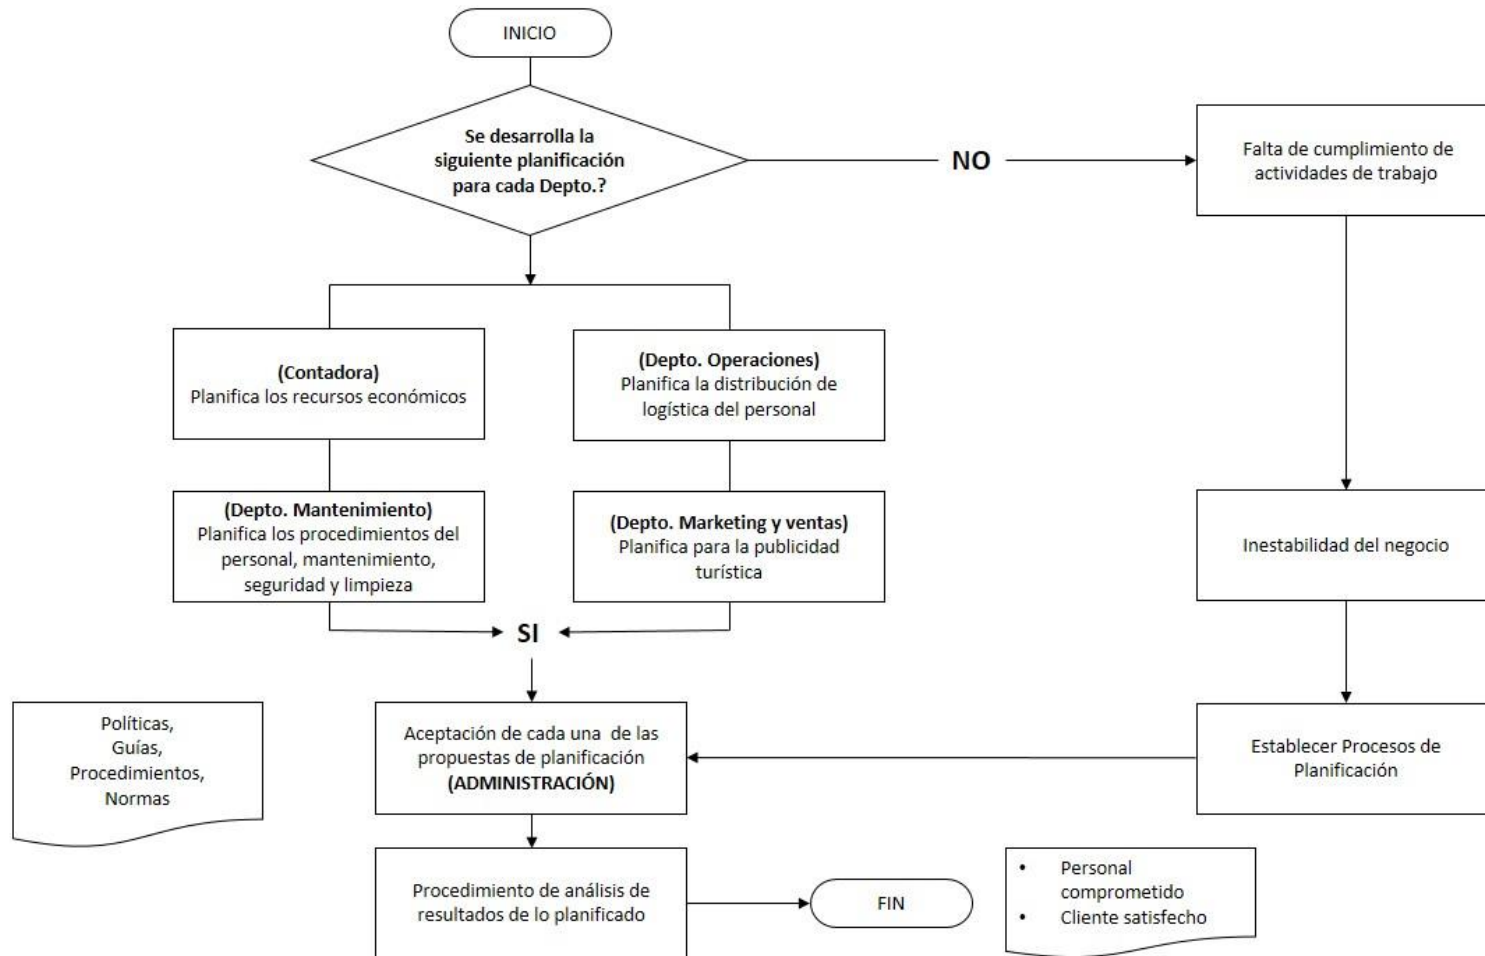 INICIO
Se desarrolla la
siguiente planificación
para cada Depto.?
NO
Falta de cumplimiento de
actividades de trabajo
(Contadora)
Planifica los recursos económicos
(Depto. Operaciones)
Planifica la distribución de
logística del personal
(Depto. Mantenimiento)
Planifica los procedimientos del
personal, mantenimiento,
seguridad y limpieza
(Depto. Marketing y ventas)
Planifica para la publicidad
turística
Inestabilidad del negocio
SI
Políticas,
Guías,
Procedimientos,
Normas
Aceptación de cada una de las
propuestas de planificación
(ADMINISTRACIÓN)
Establecer Procesos de
Planificación
Procedimiento de análisis de
resultados de lo planificado
FIN
• Personal
comprometido
• Cliente satisfecho